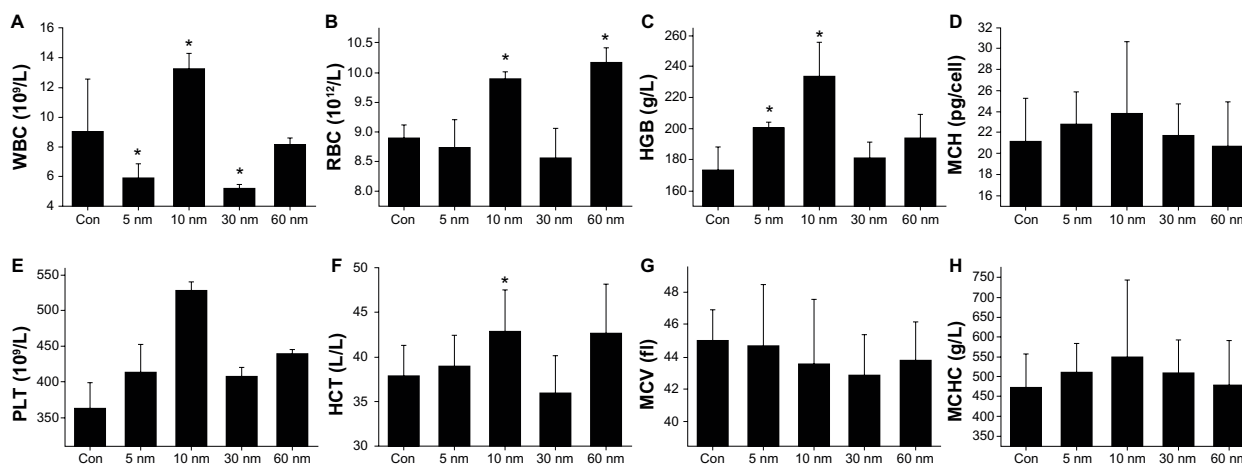 A
WBC (10⁹/L)
16
14
12
10
8
6
4
*
*
*
Con 5 nm 10 nm 30 nm 60 nm
B
RBC (10¹²/L)
10.5
10.0
9.5
9.0
8.5
8.0
*
*
Con 5 nm 10 nm 30 nm 60 nm
C
HGB (g/L)
260
240
220
200
180
160
*
*
Con 5 nm 10 nm 30 nm 60 nm
D
MCH (pg/cell)
32
30
28
26
24
22
20
18
16
Con 5 nm 10 nm 30 nm 60 nm
E
PLT (10⁹/L)
550
500
450
400
350
Con 5 nm 10 nm 30 nm 60 nm
F
HCT (L/L)
50
45
40
35
30
*
Con 5 nm 10 nm 30 nm 60 nm
G
MCV (fl)
48
46
44
42
40
Con 5 nm 10 nm 30 nm 60 nm
H
MCHC (g/L)
750
700
650
600
550
500
450
400
350
Con 5 nm 10 nm 30 nm 60 nm